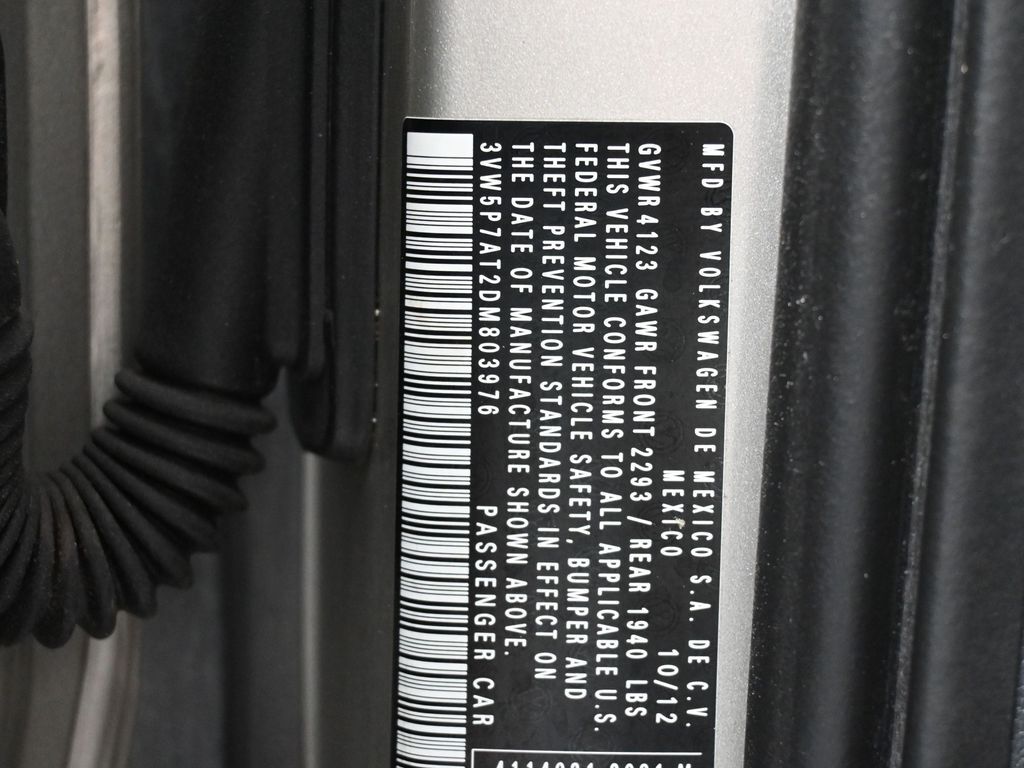 MFD BY VOLKSWAGEN DE MEXICO S.A. DE C.V.
MEXICO 10/12
GVWR 4123 GAWR FRONT 2293 / REAR 1940 LBS
THIS VEHICLE CONFORMS TO ALL APPLICABLE U.S.
FEDERAL MOTOR VEHICLE SAFETY, BUMPER AND
THEFT PREVENTION STANDARDS IN EFFECT ON
THE DATE OF MANUFACTURE SHOWN ABOVE.
3VW5P7AT2DM803976 PASSENGER CAR